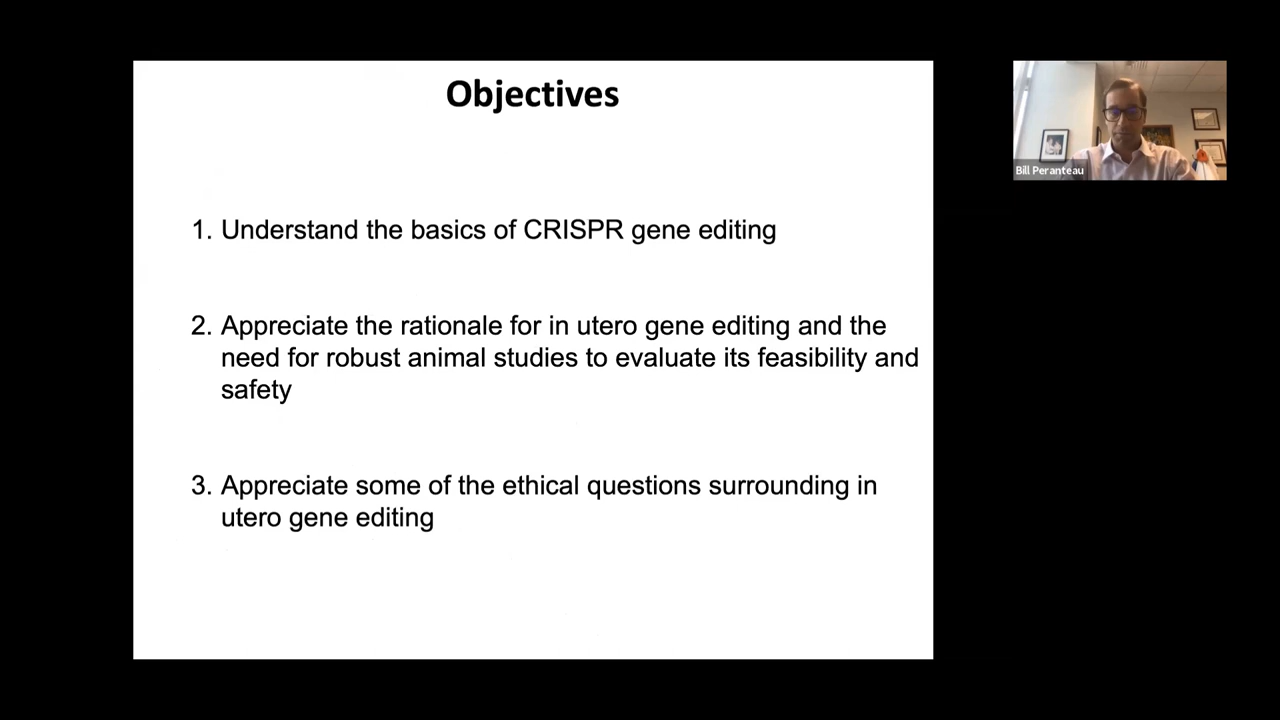 Objectives
1. Understand the basics of CRISPR gene editing
2. Appreciate the rationale for in utero gene editing and the
need for robust animal studies to evaluate its feasibility and
safety
3. Appreciate some of the ethical questions surrounding in
utero gene editing
Bill Peranteau